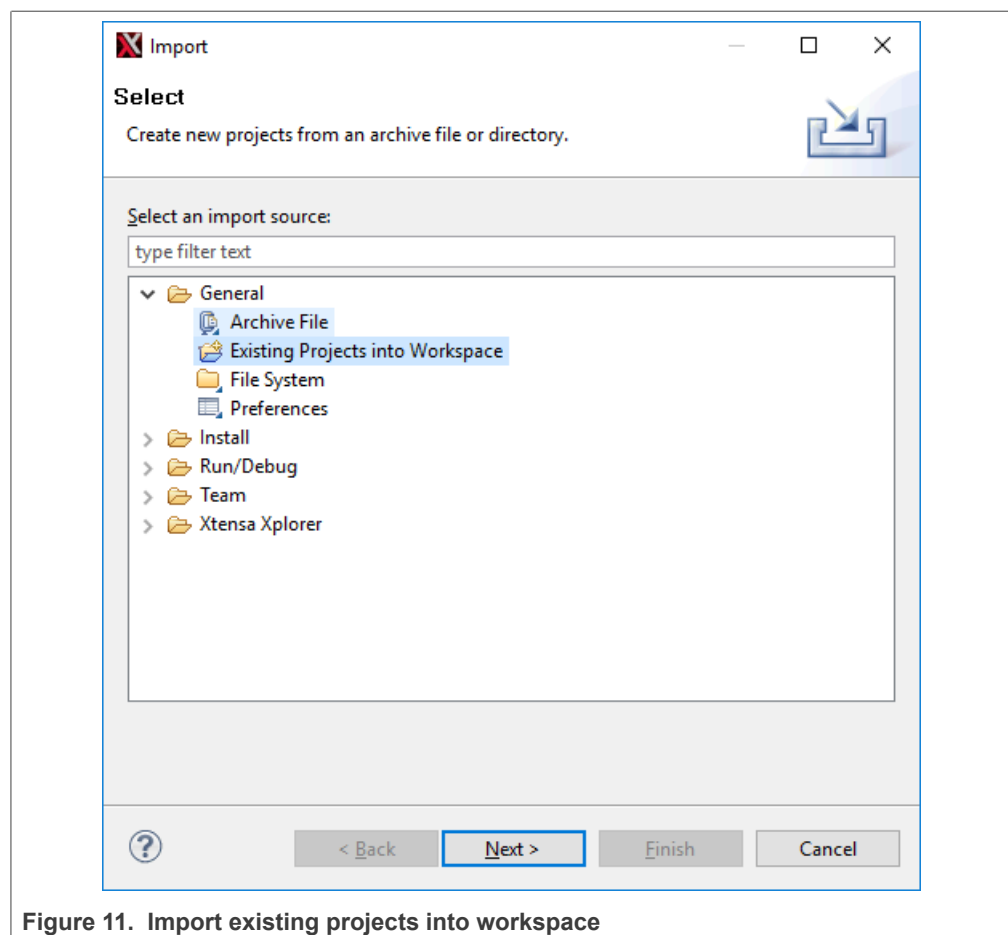 Import
Select
Create new projects from an archive file or directory.
Select an import source:
type filter text
General
Archive File
Existing Projects into Workspace
File System
Preferences
Install
Run/Debug
Team
Xtensa Xplorer
? < Back Next > Finish Cancel
Figure 11. Import existing projects into workspace